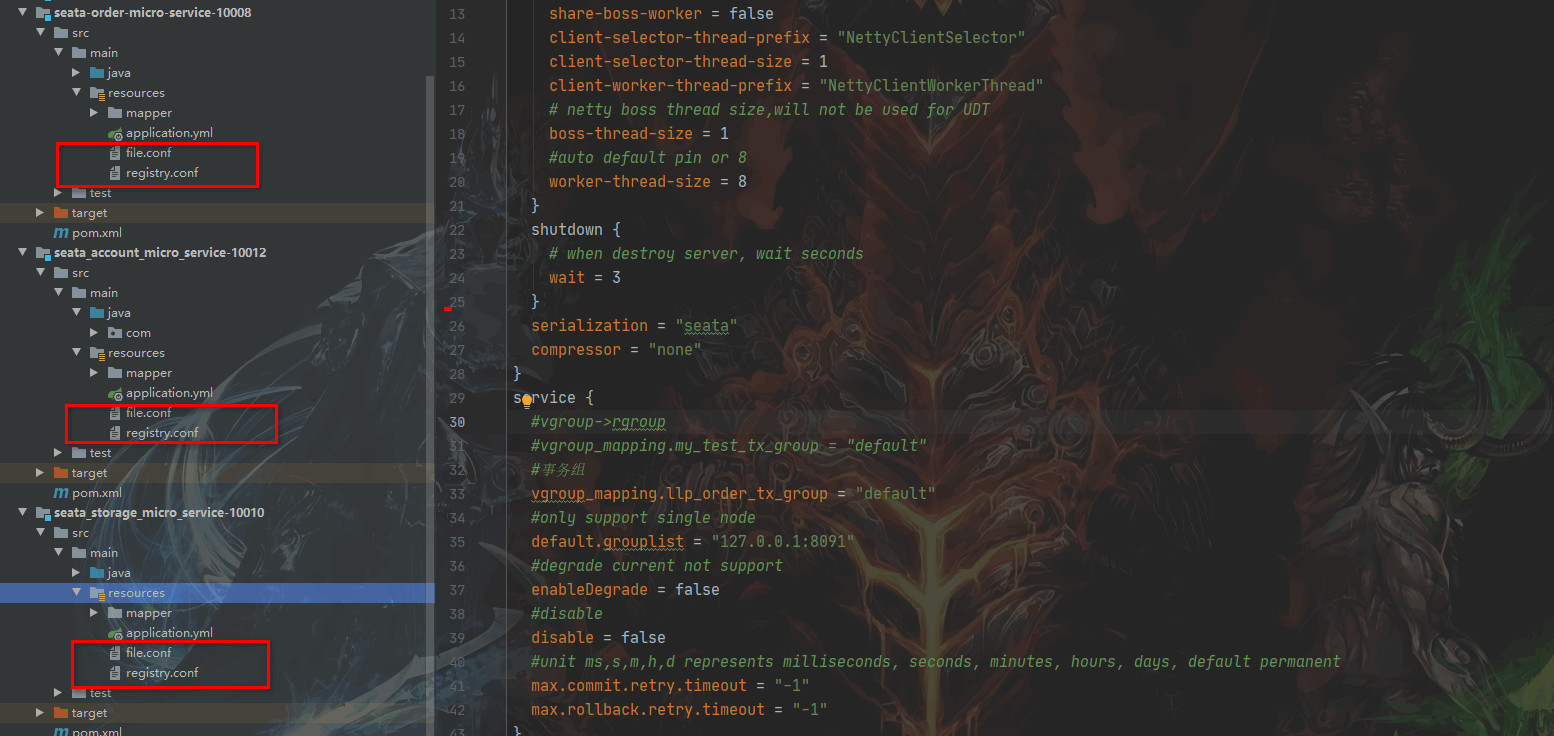 seata-order-micro-service-10008
src
main
java
resources
mapper
application.yml
file.conf
registry.conf
test
target
pom.xml
seata_account_micro_service-10012
src
main
java
com
resources
mapper
application.yml
file.conf
registry.conf
test
target
pom.xml
seata_storage_micro_service-10010
src
main
java
resources
mapper
application.yml
file.conf
registry.conf
test
target
pom.xml
13 share-boss-worker = false
14 client-selector-thread-prefix = "NettyClientSelector"
15 client-selector-thread-size = 1
16 client-worker-thread-prefix = "NettyClientWorkerThread"
17 # netty boss thread size,will not be used for UDT
18 boss-thread-size = 1
19 #auto default pin or 8
20 worker-thread-size = 8
21 }
22 shutdown {
23 # when destroy server, wait seconds
24 wait = 3
25 }
26 serialization = "seata"
27 compressor = "none"
28 }
29 service {
30 #vgroup->rgroup
31 #vgroup_mapping.my_test_tx_group = "default"
32 #事务组
33 vgroup_mapping.llp_order_tx_group = "default"
34 #only support single node
35 default.grouplist = "127.0.0.1:8091"
36 #degrade current not support
37 enableDegrade = false
38 #disable
39 disable = false
40 #unit ms,s,m,h,d represents milliseconds, seconds, minutes, hours, days, default permanent
41 max.commit.retry.timeout = "-1"
42 max.rollback.retry.timeout = "-1"
43 }